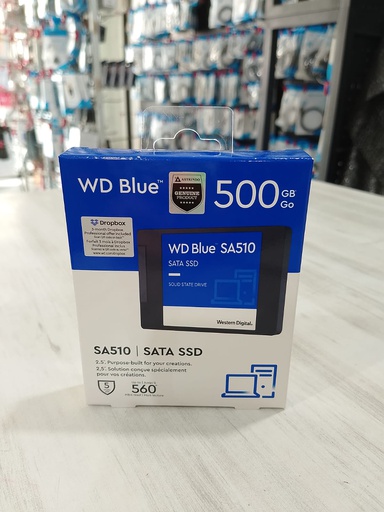 WD Blue™
GENUINE
PRODUCT
500 GB
Go
Dropbox
WD Blue SA510
SATA SSD
SOLID STATE DRIVE
Western Digital.
SA510 | SATA SSD
2,5". Purpose-built for your creations.
2,5". Solution conçue spécialement
pour vos créations.
5
560